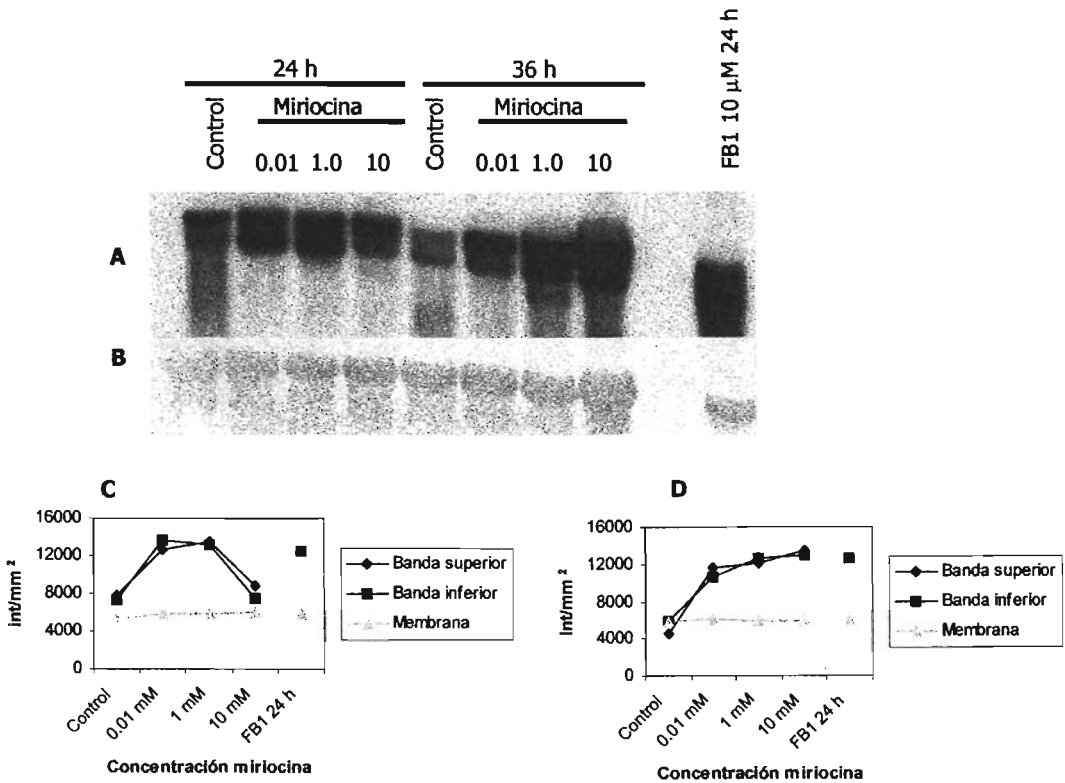 24 h
36 h
FB1 10 µM 24 h
Control
Miriocina
Control
Miriocina
0.01 1.0 10
0.01 1.0 10
A
B
C
16000
12000
8000
4000
0
int/mm²
Control
0.01 mM
1 mM
10 mM
FB1 24 h
Concentración miriocina
Banda superior
Banda inferior
Membrana
D
16000
12000
8000
4000
0
Int/mm²
Control
0.01 mM
1 mM
10 mM
FB1 24 h
Concentración miriocina
Banda superior
Banda inferior
Membrana